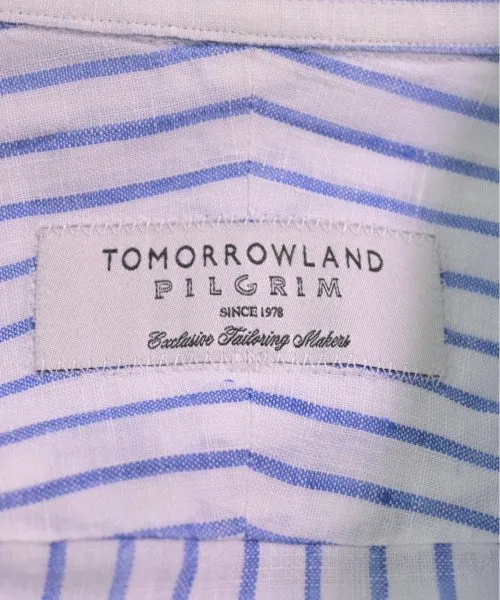 TOMORROWLAND
PILGRIM
SINCE 1978
Exclusive Tailoring Makers